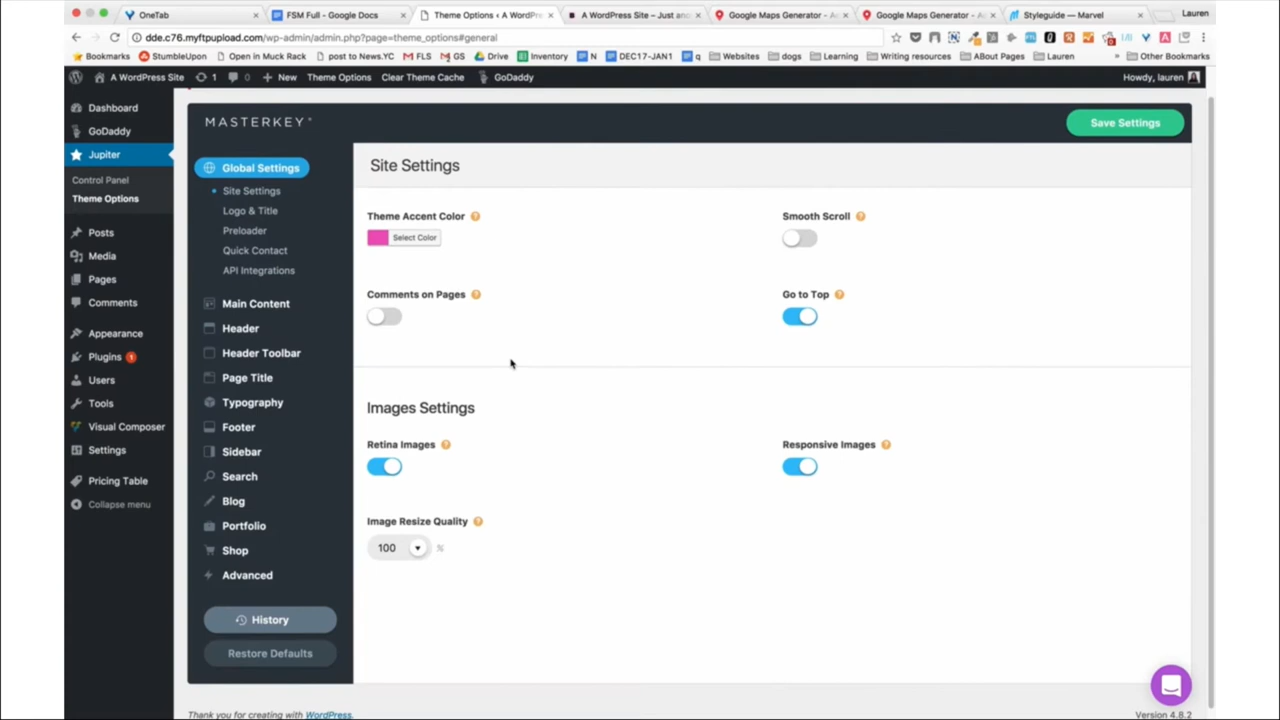 OneTab
FSM Full - Google Docs
Theme Options ‹ A WordPres
A WordPress Site – Just ano
Google Maps Generator - Ad
Google Maps Generator - Ad
Styleguide — Marvel
Lauren
dde.c76.myftpupload.com/wp-admin/admin.php?page=theme_options#general
Bookmarks
StumbleUpon
Open in Muck Rack
post to News.YC
FLS
GS
Drive
Inventory
N
DEC17-JAN1
q
Websites
dogs
Learning
Writing resources
ABout Pages
Lauren
»
Other Bookmarks
A WordPress Site
1
0
+ New
Theme Options
Clear Theme Cache
GoDaddy
Howdy, lauren
Dashboard
GoDaddy
Jupiter
Control Panel
Theme Options
Posts
Media
Pages
Comments
Appearance
Plugins 1
Users
Tools
Visual Composer
Settings
Pricing Table
Collapse menu
MASTERKEY
Save Settings
Global Settings
Site Settings
Logo & Title
Preloader
Quick Contact
API Integrations
Main Content
Header
Header Toolbar
Page Title
Typography
Footer
Sidebar
Search
Blog
Portfolio
Shop
Advanced
History
Restore Defaults
Site Settings
Theme Accent Color ?
Select Color
Smooth Scroll ?
Comments on Pages ?
Go to Top ?
Images Settings
Retina Images ?
Responsive Images ?
Image Resize Quality ?
100 %
Thank you for creating with WordPress.
Version 4.8.2